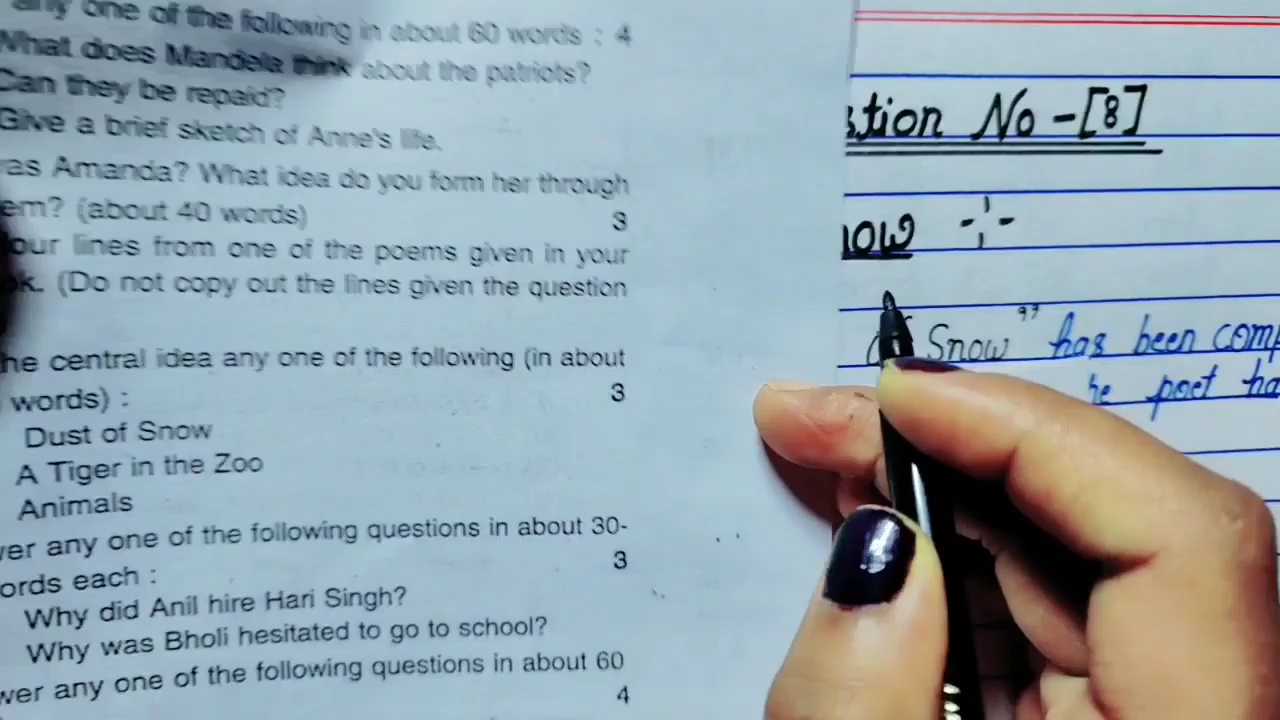 any one of the following in about 60 words : 4
What does Mandela think about the patriots?
Can they be repaid?
Give a brief sketch of Anne's life.
as Amanda? What idea do you form her through
em? (about 40 words) 3
our lines from one of the poems given in your
k. (Do not copy out the lines given the question
he central idea any one of the following (in about
words) : 3
Dust of Snow
A Tiger in the Zoo
Animals
er any one of the following questions in about 30-
ords each : 3
Why did Anil hire Hari Singh?
Why was Bholi hesitated to go to school?
wer any one of the following questions in about 60
4
stion No - [8]
now -:-
Snow" has been comp
he poet ha